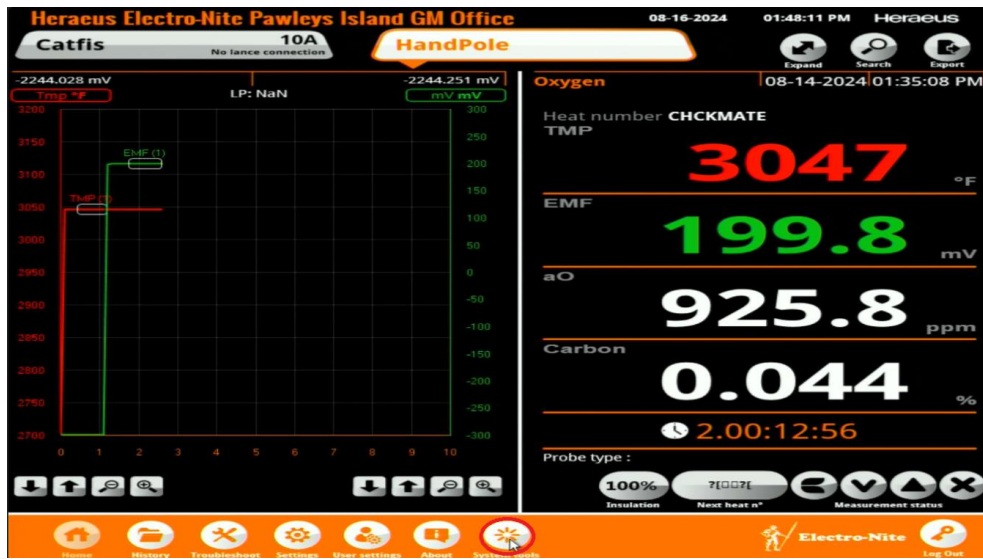 Heraeus Electro-Nite Pawleys Island GM Office
08-16-2024 01:48:11 PM Heraeus
Catfis
10A
No lance connection
HandPole
Expand Search Export
-2244.028 mV
-2244.251 mV
Tmp °F
LP: NaN
mV mV
Oxygen
08-14-2024 01:35:08 PM
Heat number CHCKMATE
TMP
3047 °F
EMF
199.8 mV
aO
925.8 ppm
Carbon
0.044 %
2.00:12:56
Probe type :
100%
Insulation
?[□□?[
Next heat n°
Measurement status
3200
3150
3100
3050
3000
2950
2900
2850
2800
2750
2700
EMF (1)
TMP (1)
300
250
200
150
100
50
0
-50
-100
-150
-200
-250
-300
0 1 2 3 4 5 6 7 8 9 10
Home History Troubleshoot Settings User settings About System tools
Electro-Nite
Log Out